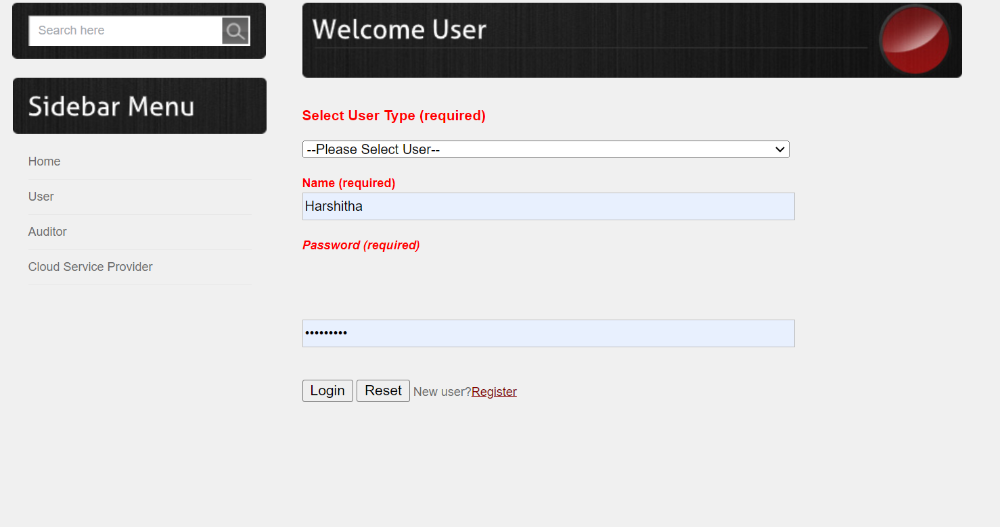 Search here
Sidebar Menu
Home
User
Auditor
Cloud Service Provider
Welcome User
Select User Type (required)
--Please Select User--
Name (required)
Harshitha
Password (required)
•••••••••
Login Reset New user?Register